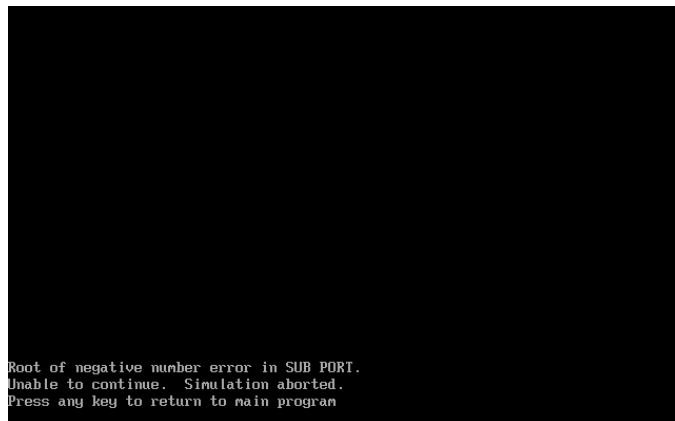 Root of negative number error in SUB PORT.
Unable to continue.  Simulation aborted.
Press any key to return to main program